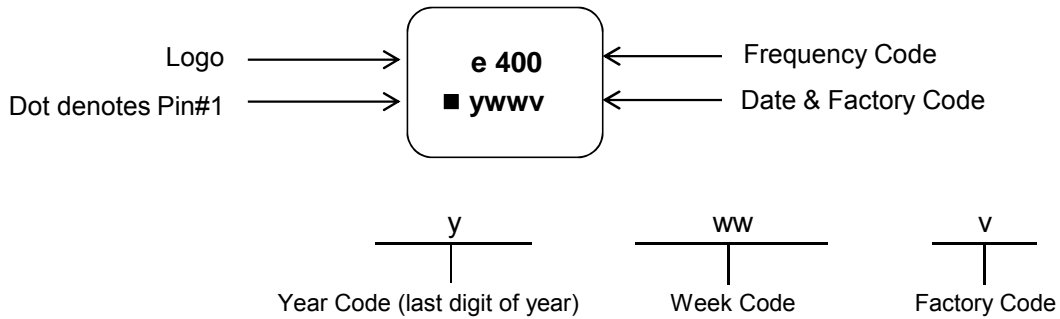 Logo
e 400
Frequency Code
Dot denotes Pin#1
■ ywwv
Date & Factory Code
y
ww
v
Year Code (last digit of year)
Week Code
Factory Code